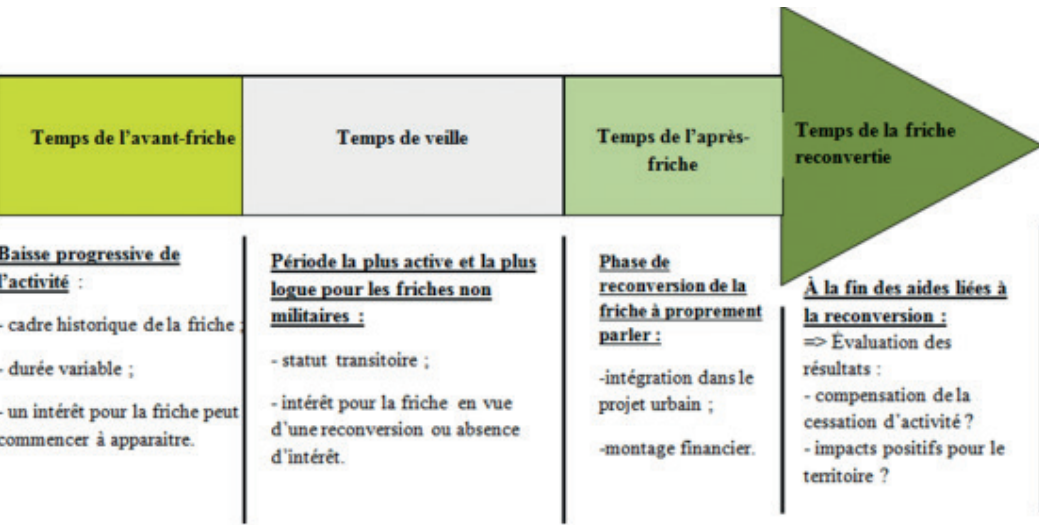 Temps de l'avant-friche
Temps de veille
Temps de l'après-
friche
Temps de la friche
reconvertie
Baisse progressive de
l'activité :
- cadre historique de la friche ;
- durée variable ;
- un intérêt pour la friche peut
commencer à apparaitre.
Période la plus active et la plus
logue pour les friches non
militaires :
- statut transitoire ;
- intérêt pour la friche en vue
d'une reconversion ou absence
d'intérêt.
Phase de
reconversion de la
friche à proprement
parler :
-intégration dans le
projet urbain ;
-montage financier.
À la fin des aides liées à
la reconversion :
=> Évaluation des
résultats :
- compensation de la
cessation d'activité ?
- impacts positifs pour le
territoire ?